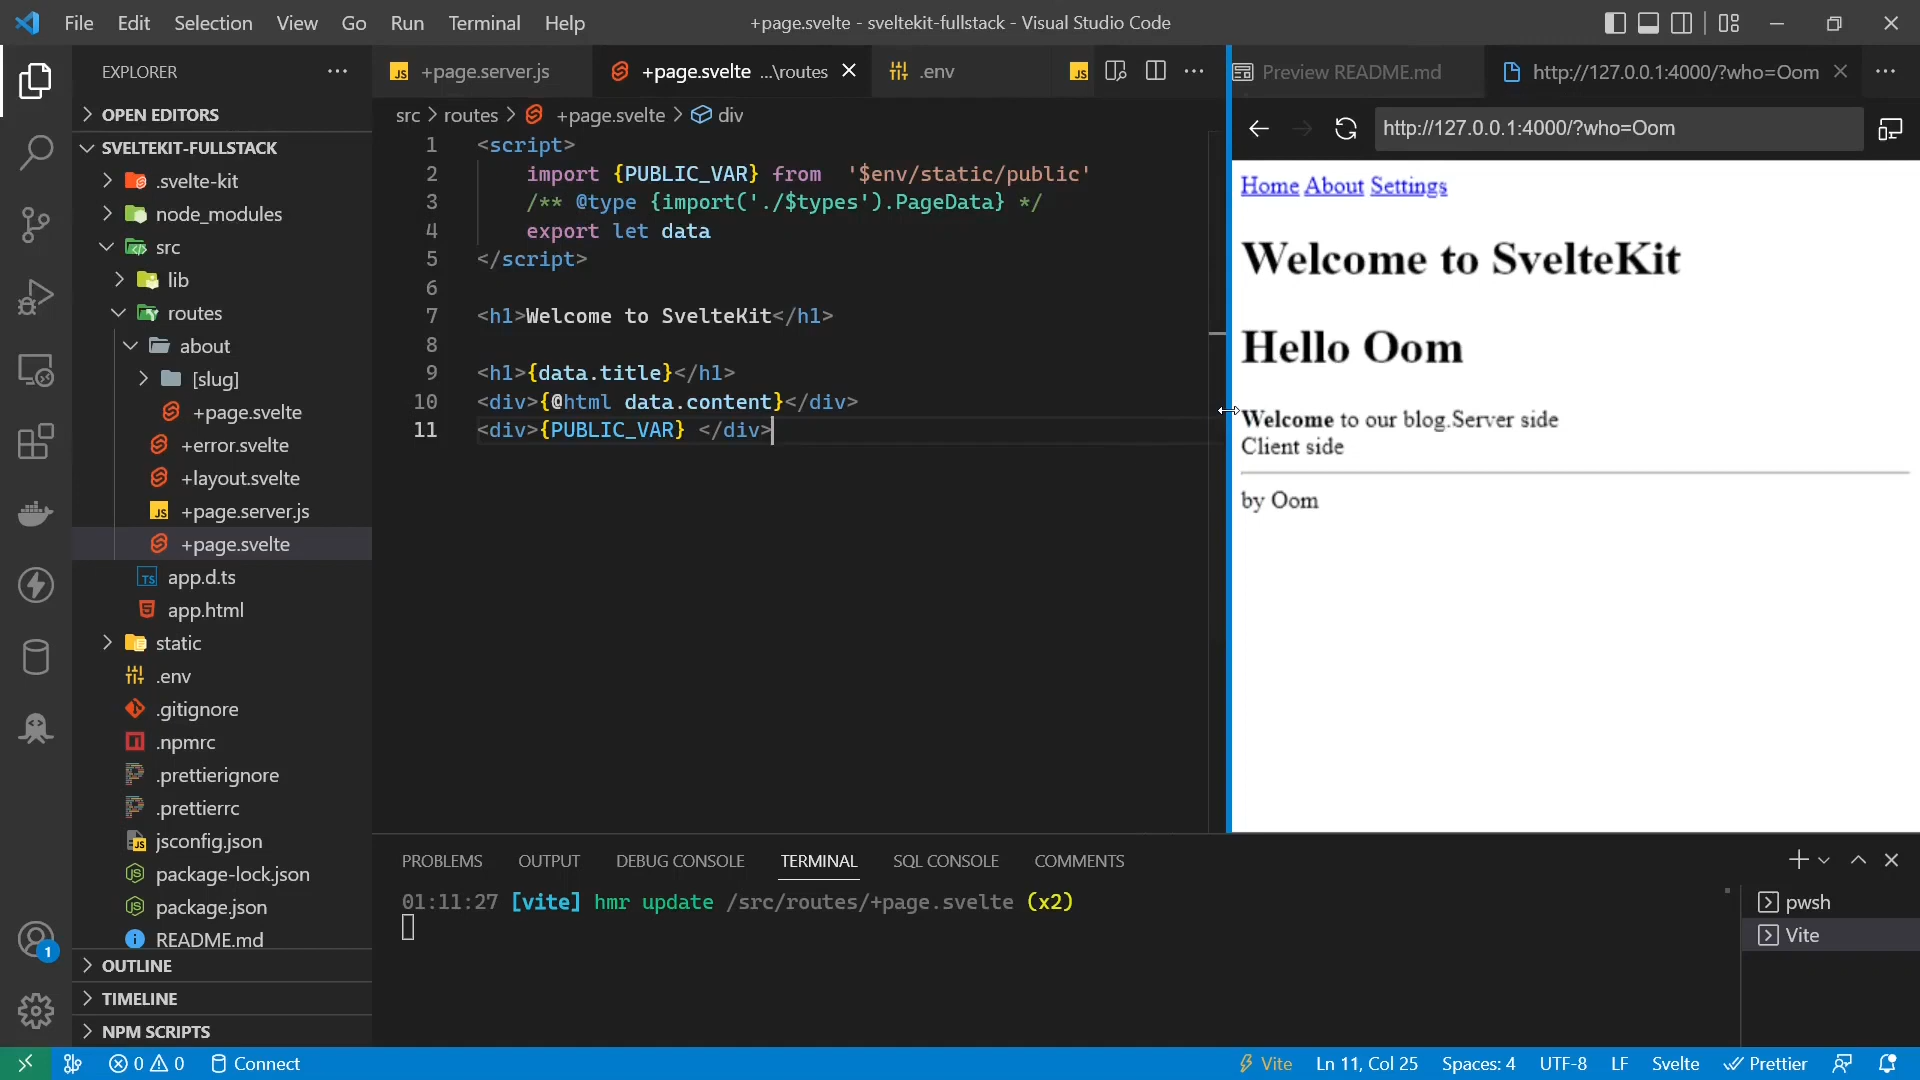 File Edit Selection View Go Run Terminal Help
+page.svelte - sveltekit-fullstack - Visual Studio Code
EXPLORER
OPEN EDITORS
SVELTEKIT-FULLSTACK
.svelte-kit
node_modules
src
lib
routes
about
[slug]
+page.svelte
+error.svelte
+layout.svelte
JS +page.server.js
+page.svelte
TS app.d.ts
app.html
static
.env
.gitignore
.npmrc
.prettierignore
.prettierrc
jsconfig.json
package-lock.json
package.json
README.md
OUTLINE
TIMELINE
NPM SCRIPTS
1
JS +page.server.js
+page.svelte ...\routes
.env
JS
src > routes > +page.svelte > div
1 <script>
2 import {PUBLIC_VAR} from '$env/static/public'
3 /** @type {import('./$types').PageData} */
4 export let data
5 </script>
6
7 <h1>Welcome to SvelteKit</h1>
8
9 <h1>{data.title}</h1>
10 <div>{@html data.content}</div>
11 <div>{PUBLIC_VAR} </div>
Preview README.md
http://127.0.0.1:4000/?who=Oom
http://127.0.0.1:4000/?who=Oom
Home About Settings
Welcome to SvelteKit
Hello Oom
Welcome to our blog.Server side
Client side
by Oom
PROBLEMS OUTPUT DEBUG CONSOLE TERMINAL SQL CONSOLE COMMENTS
01:11:27 [vite] hmr update /src/routes/+page.svelte (x2)
pwsh
Vite
0 0 Connect
Vite Ln 11, Col 25 Spaces: 4 UTF-8 LF Svelte Prettier